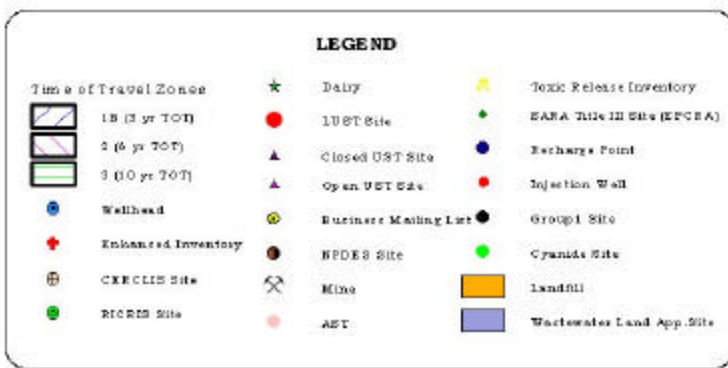 LEGEND
Time of Travel Zones
1B (3 yr TOT)
2 (6 yr TOT)
3 (10 yr TOT)
Wellhead
Enhanced Inventory
CERCLIS Site
RICRIS Site
Dairy
LUST Site
Closed UST Site
Open UST Site
Business Mailing List
NPDES Site
Mine
AST
Toxic Release Inventory
SARA Title III Site (EPCRA)
Recharge Point
Injection Well
Group1 Site
Cyanide Site
Landfill
Wastewater Land App. Site